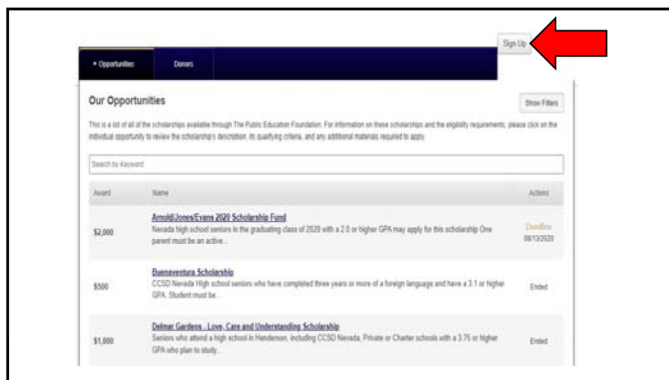 Sign Up
• Opportunities Donors
Our Opportunities
Show Filters
This is a list of all of the scholarships available through The Public Education Foundation. For information on these scholarships and the eligibility requirements, please click on the
individual opportunity to review the scholarship's description, its qualifying criteria, and any additional materials required to apply.
Search by Keyword
Award Name Actions
$2,000
Arnold/Jones/Evans 2020 Scholarship Fund
Nevada high school seniors in the graduating class of 2020 with a 2.0 or higher GPA may apply for this scholarship One
parent must be an active...
Deadline
08/13/2020
$500
Buenaventura Scholarship
CCSD Nevada High school seniors who have completed three years or more of a foreign language and have a 3.1 or higher
GPA. Student must be...
Ended
$1,000
Delmar Gardens - Love, Care and Understanding Scholarship
Seniors who attend a high school in Henderson, including CCSD Nevada, Private or Charter schools with a 3.75 or higher
GPA who plan to study...
Ended